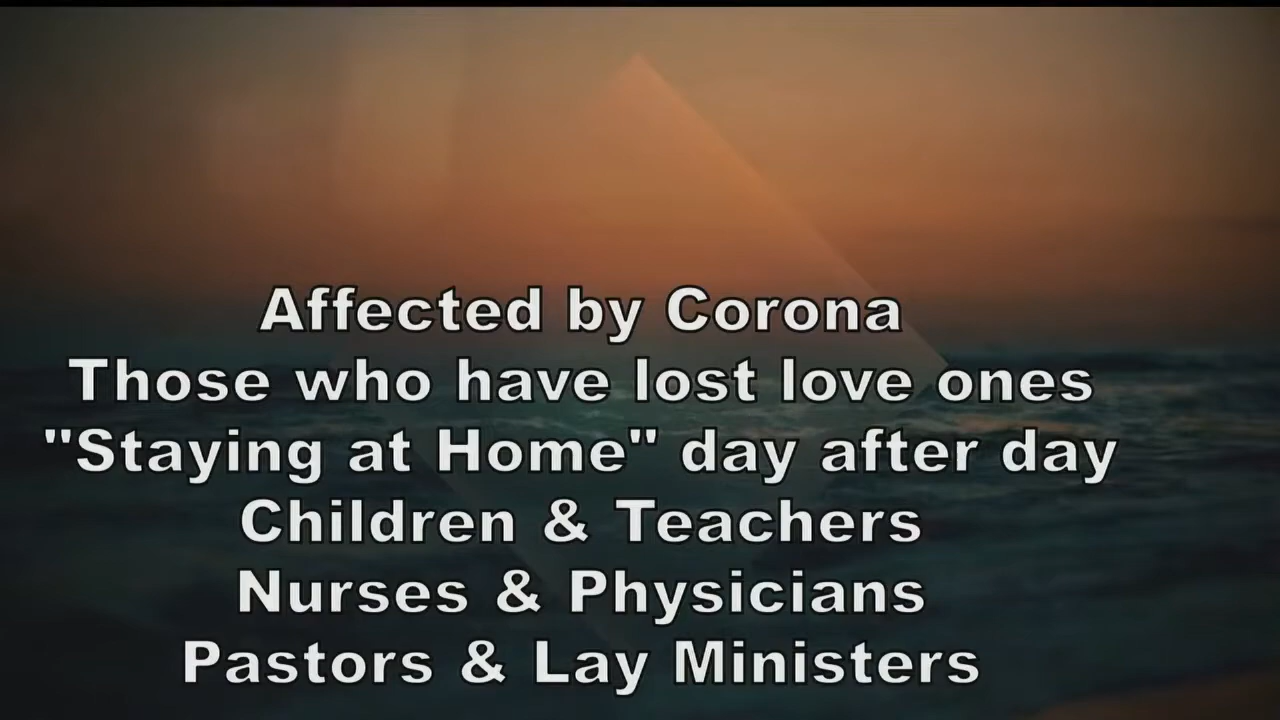 Affected by Corona
Those who have lost love ones
"Staying at Home" day after day
Children & Teachers
Nurses & Physicians
Pastors & Lay Ministers